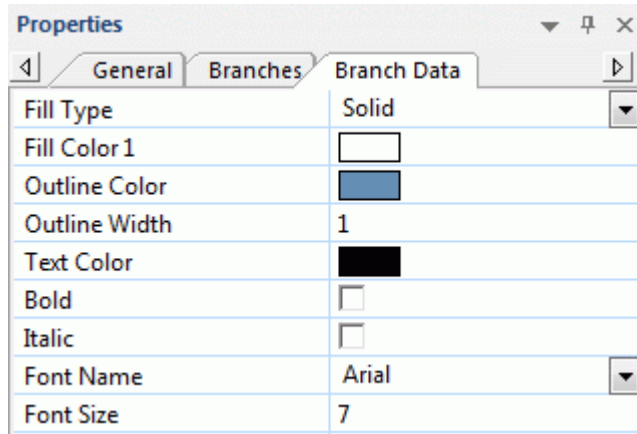 Properties
General Branches Branch Data
Fill Type Solid
Fill Color 1
Outline Color
Outline Width 1
Text Color
Bold
Italic
Font Name Arial
Font Size 7